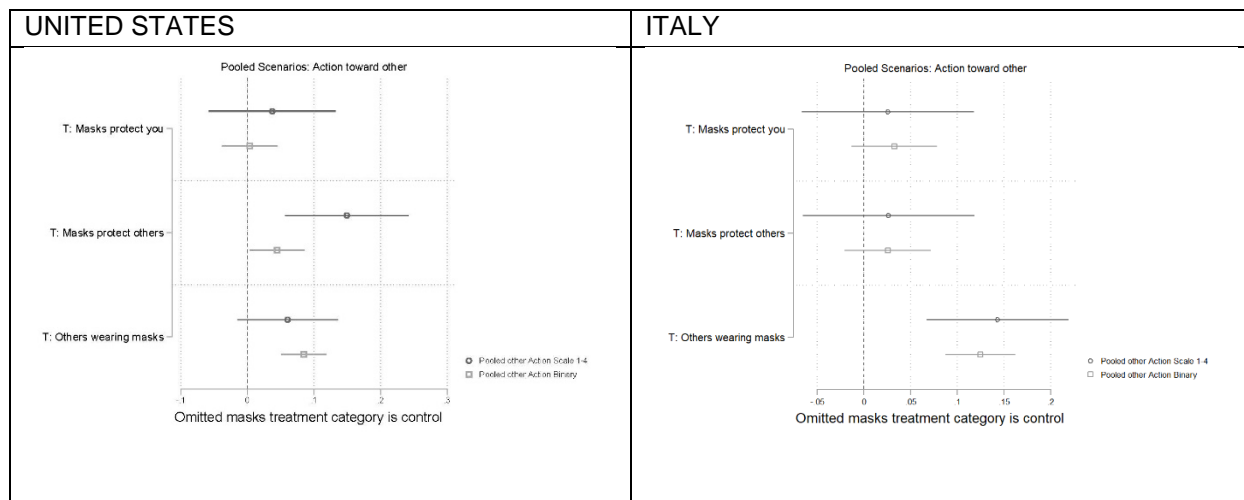 UNITED STATES
Pooled Scenarios: Action toward other
T: Masks protect you
T: Masks protect others
T: Others wearing masks
Pooled other Action Scale 1-4
Pooled other Action Binary
-.1 0 .1 .2 .3
Omitted masks treatment category is control
ITALY
Pooled Scenarios: Action toward other
T: Masks protect you
T: Masks protect others
T: Others wearing masks
Pooled other Action Scale 1-4
Pooled other Action Binary
-.05 0 .05 .1 .15 .2
Omitted masks treatment category is control